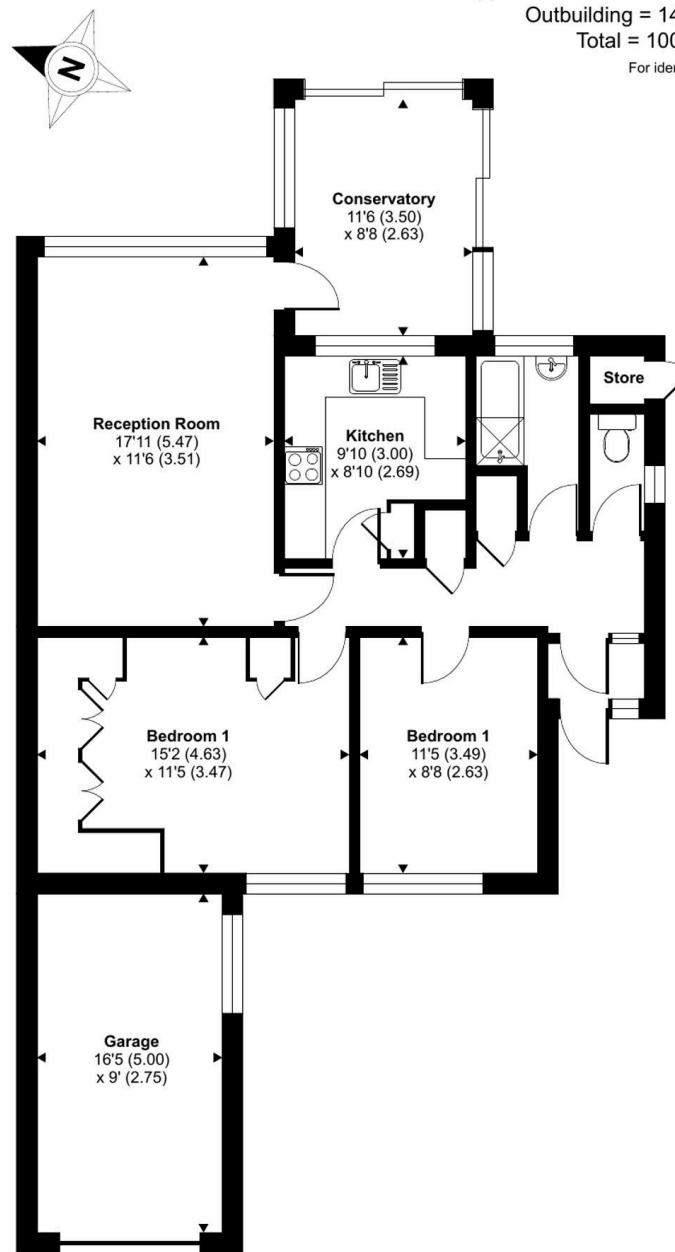 Outbuilding = 14
Total = 100
For iden
N
Conservatory
11'6 (3.50)
x 8'8 (2.63)
Reception Room
17'11 (5.47)
x 11'6 (3.51)
Kitchen
9'10 (3.00)
x 8'10 (2.69)
Store
Bedroom 1
15'2 (4.63)
x 11'5 (3.47)
Bedroom 1
11'5 (3.49)
x 8'8 (2.63)
Garage
16'5 (5.00)
x 9' (2.75)